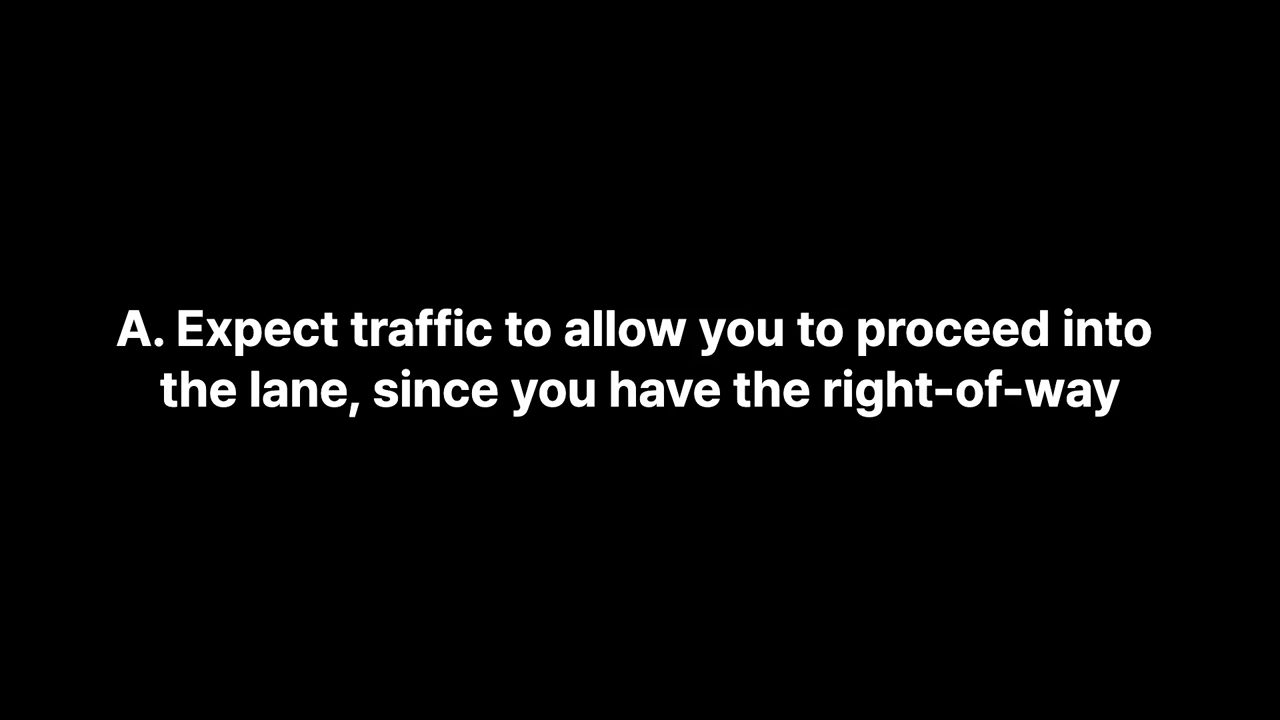 A. Expect traffic to allow you to proceed into
the lane, since you have the right-of-way